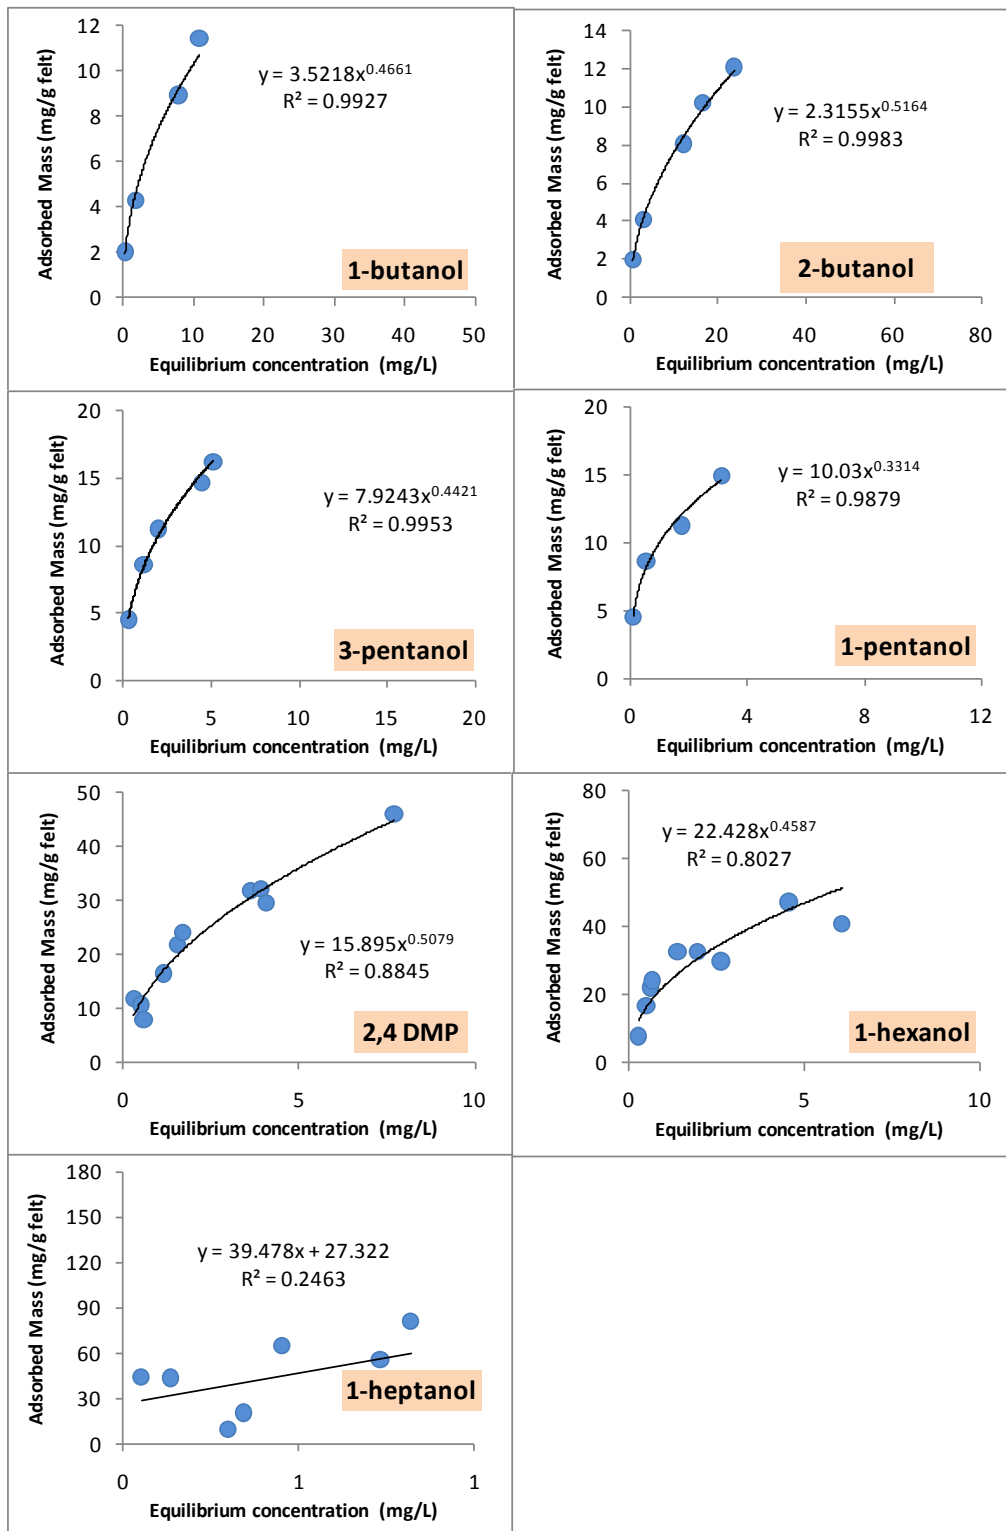 12
10
8
6
4
2
0
0 10 20 30 40 50
Adsorbed Mass (mg/g felt)
Equilibrium concentration (mg/L)
y = 3.5218x^0.4661
R² = 0.9927
1-butanol
14
12
10
8
6
4
2
0
0 20 40 60 80
Adsorbed Mass (mg/g felt)
Equilibrium concentration (mg/L)
y = 2.3155x^0.5164
R² = 0.9983
2-butanol
20
15
10
5
0
0 5 10 15 20
Adsorbed Mass (mg/g felt)
Equilibrium concentration (mg/L)
y = 7.9243x^0.4421
R² = 0.9953
3-pentanol
20
15
10
5
0
0 4 8 12
Adsorbed Mass (mg/g felt)
Equilibrium concentration (mg/L)
y = 10.03x^0.3314
R² = 0.9879
1-pentanol
50
40
30
20
10
0
0 5 10
Adsorbed Mass (mg/g felt)
Equilibrium concentration (mg/L)
y = 15.895x^0.5079
R² = 0.8845
2,4 DMP
80
60
40
20
0
0 5 10
Adsorbed Mass (mg/g felt)
Equilibrium concentration (mg/L)
y = 22.428x^0.4587
R² = 0.8027
1-hexanol
180
150
120
90
60
30
0
0 1 1
Adsorbed Mass (mg/g felt)
Equilibrium concentration (mg/L)
y = 39.478x + 27.322
R² = 0.2463
1-heptanol